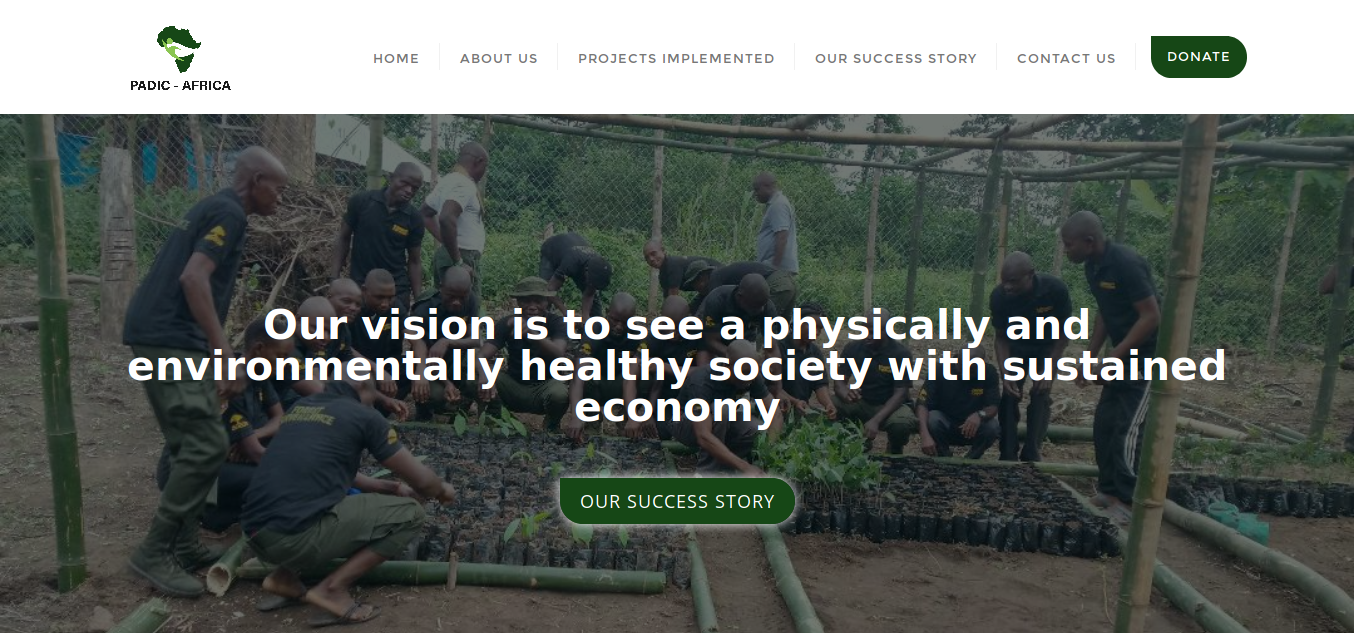 PADIC - AFRICA
HOME
ABOUT US
PROJECTS IMPLEMENTED
OUR SUCCESS STORY
CONTACT US
DONATE
Our vision is to see a physically and
environmentally healthy society with sustained
economy
OUR SUCCESS STORY